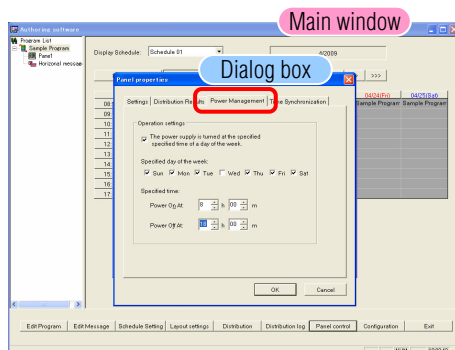 Main window
Authoring software
Program List
Sample Program
Panel
Horizonal messag
Display Schedule: Schedule 01 4/2009
Dialog box
>>>
Panel properties
04/24(Fri) 04/25(Sat)
Settings Distribution Results Power Management Time Synchronization
Sample Program Sample Program
08:
09:
10:
11:
12:
13:
14:
15:
16:
17:
Operation settings
The power supply is turned at the specified
specified time of a day of the week.
Specified day of the week:
Sun Mon Tue Wed Thu Fri Sat
Specified time:
Power On At: 8 h 00 m
Power Off At: h 00 m
OK Cancel
Edit Program Edit Message Schedule Setting Layout settings Distribution Distribution log Panel control Configuration Exit